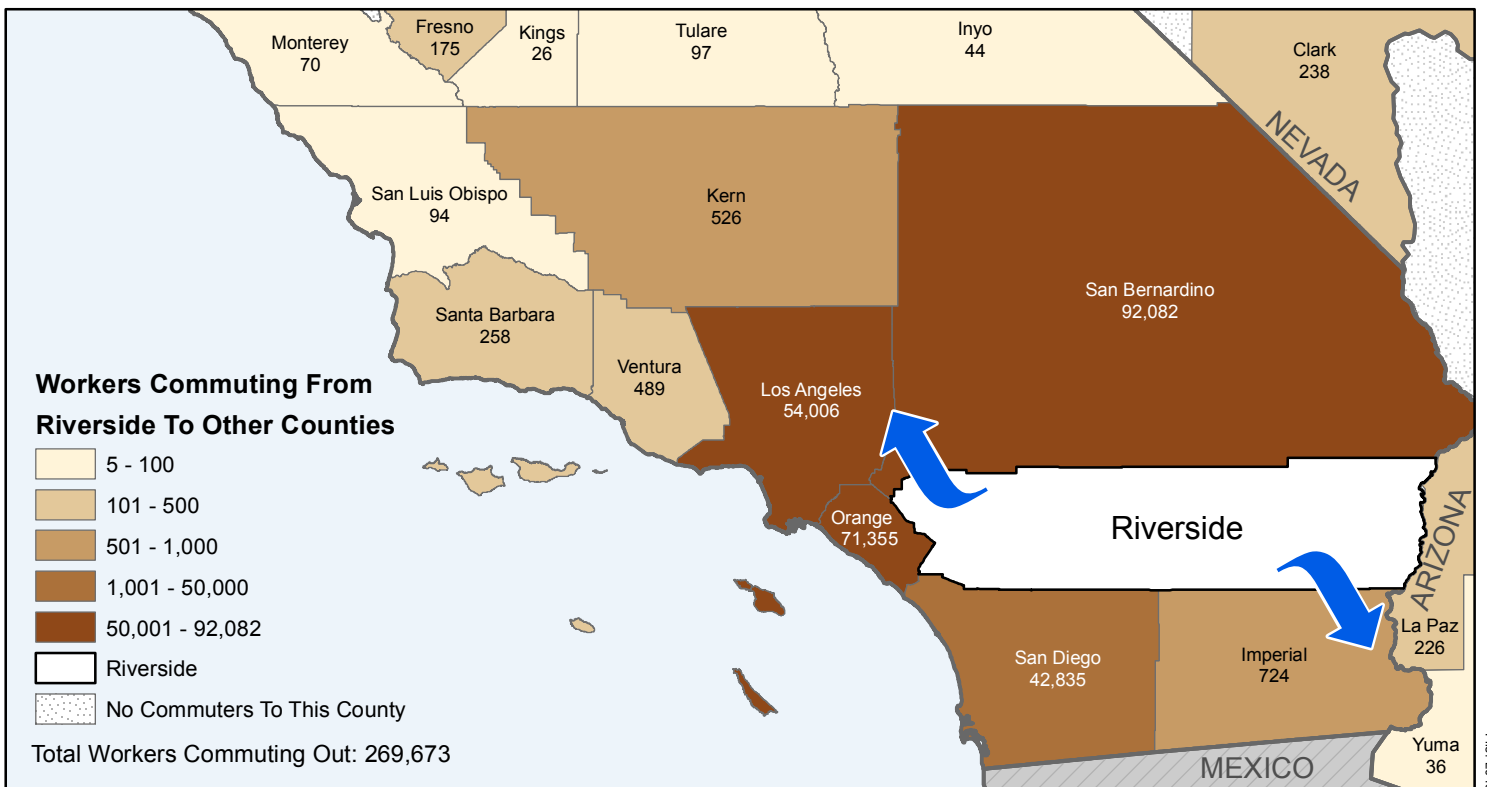 Monterey
70
Fresno
175
Kings
26
Tulare
97
Inyo
44
Clark
238
NEVADA
San Luis Obispo
94
Kern
526
San Bernardino
92,082
Santa Barbara
258
Ventura
489
Los Angeles
54,006
Orange
71,355
Riverside
ARIZONA
La Paz
226
San Diego
42,835
Imperial
724
Yuma
36
MEXICO
Workers Commuting From
Riverside To Other Counties
5 - 100
101 - 500
501 - 1,000
1,001 - 50,000
50,001 - 92,082
Riverside
No Commuters To This County
Total Workers Commuting Out: 269,673